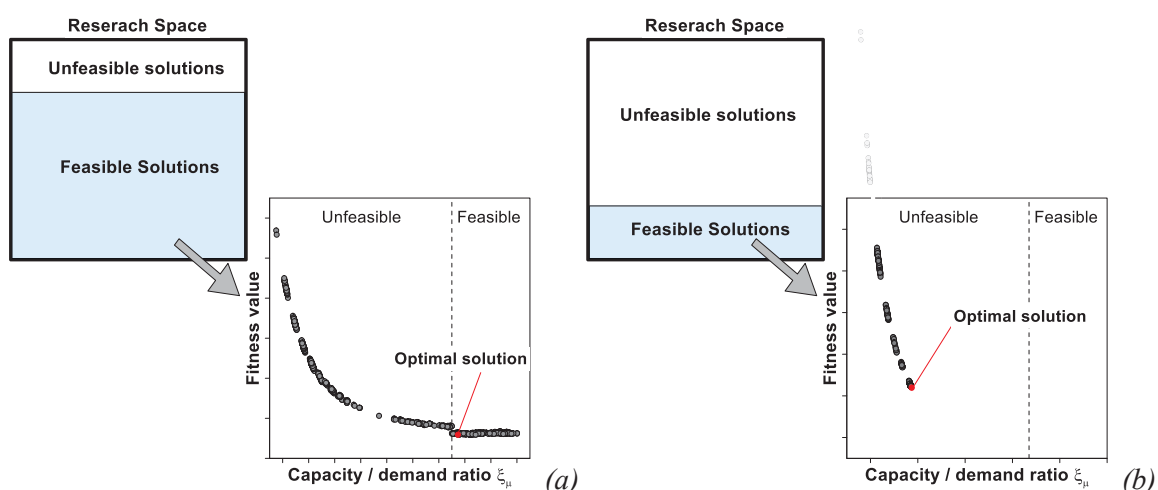 Reserach Space
Unfeasible solutions
Feasible Solutions
Unfeasible
Feasible
Optimal solution
Fitness value
Capacity / demand ratio ξμ
(a)
Reserach Space
Unfeasible solutions
Feasible Solutions
Unfeasible
Feasible
Optimal solution
Fitness value
Capacity / demand ratio ξμ
(b)